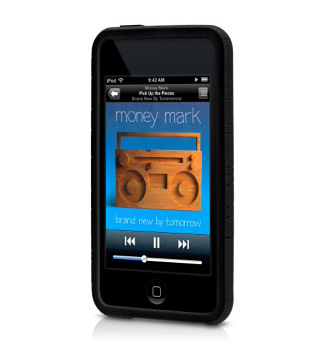 iPod
9:42 AM
Money Mark
Pick Up the Pieces
Brand New By Tomorrow
money mark
brand new by tomorrow